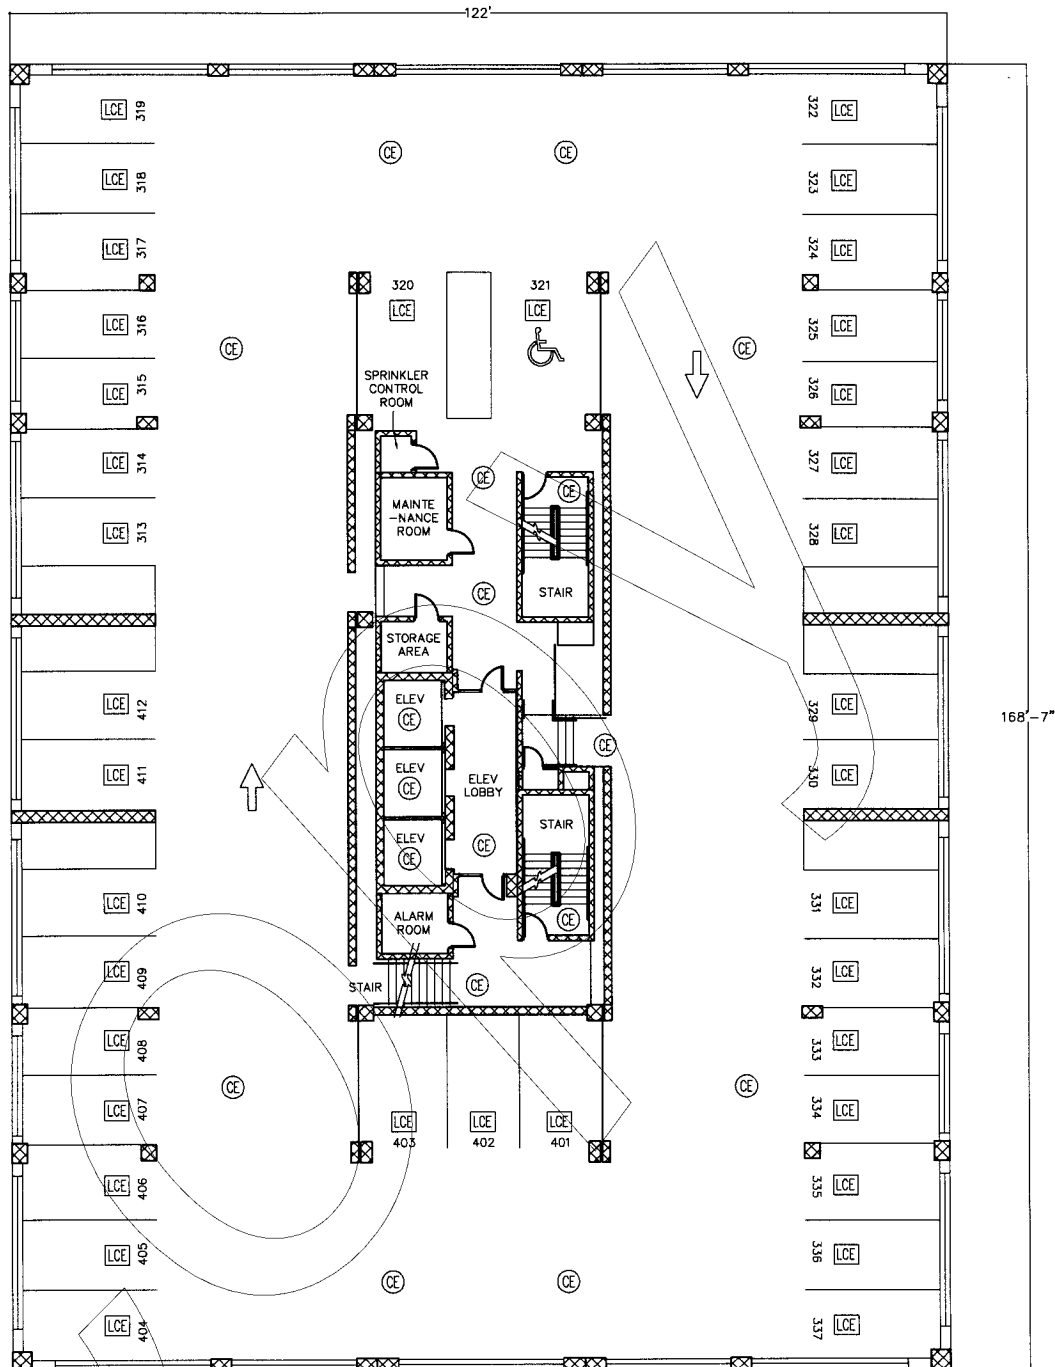 122'
LCE 319
322 LCE
CE
CE
LCE 318
323 LCE
LCE 317
324 LCE
320
LCE
321
LCE
LCE 316
325 LCE
CE
CE
SPRINKLER
CONTROL
ROOM
LCE 315
326 LCE
LCE 314
327 LCE
CE
CE
MAINTE
-NANCE
ROOM
LCE 313
328 LCE
CE
STAIR
STORAGE
AREA
LCE 412
329 LCE
168'-7"
ELEV
CE
CE
LCE 411
330 LCE
ELEV
CE
ELEV
LOBBY
STAIR
ELEV
CE
CE
LCE 410
331 LCE
ALARM
ROOM
CE
LCE 409
332 LCE
STAIR
CE
LCE 408
333 LCE
CE
CE
LCE 407
334 LCE
LCE
403
LCE
402
LCE
401
LCE 406
335 LCE
LCE 405
336 LCE
CE
CE
LCE 404
337 LCE